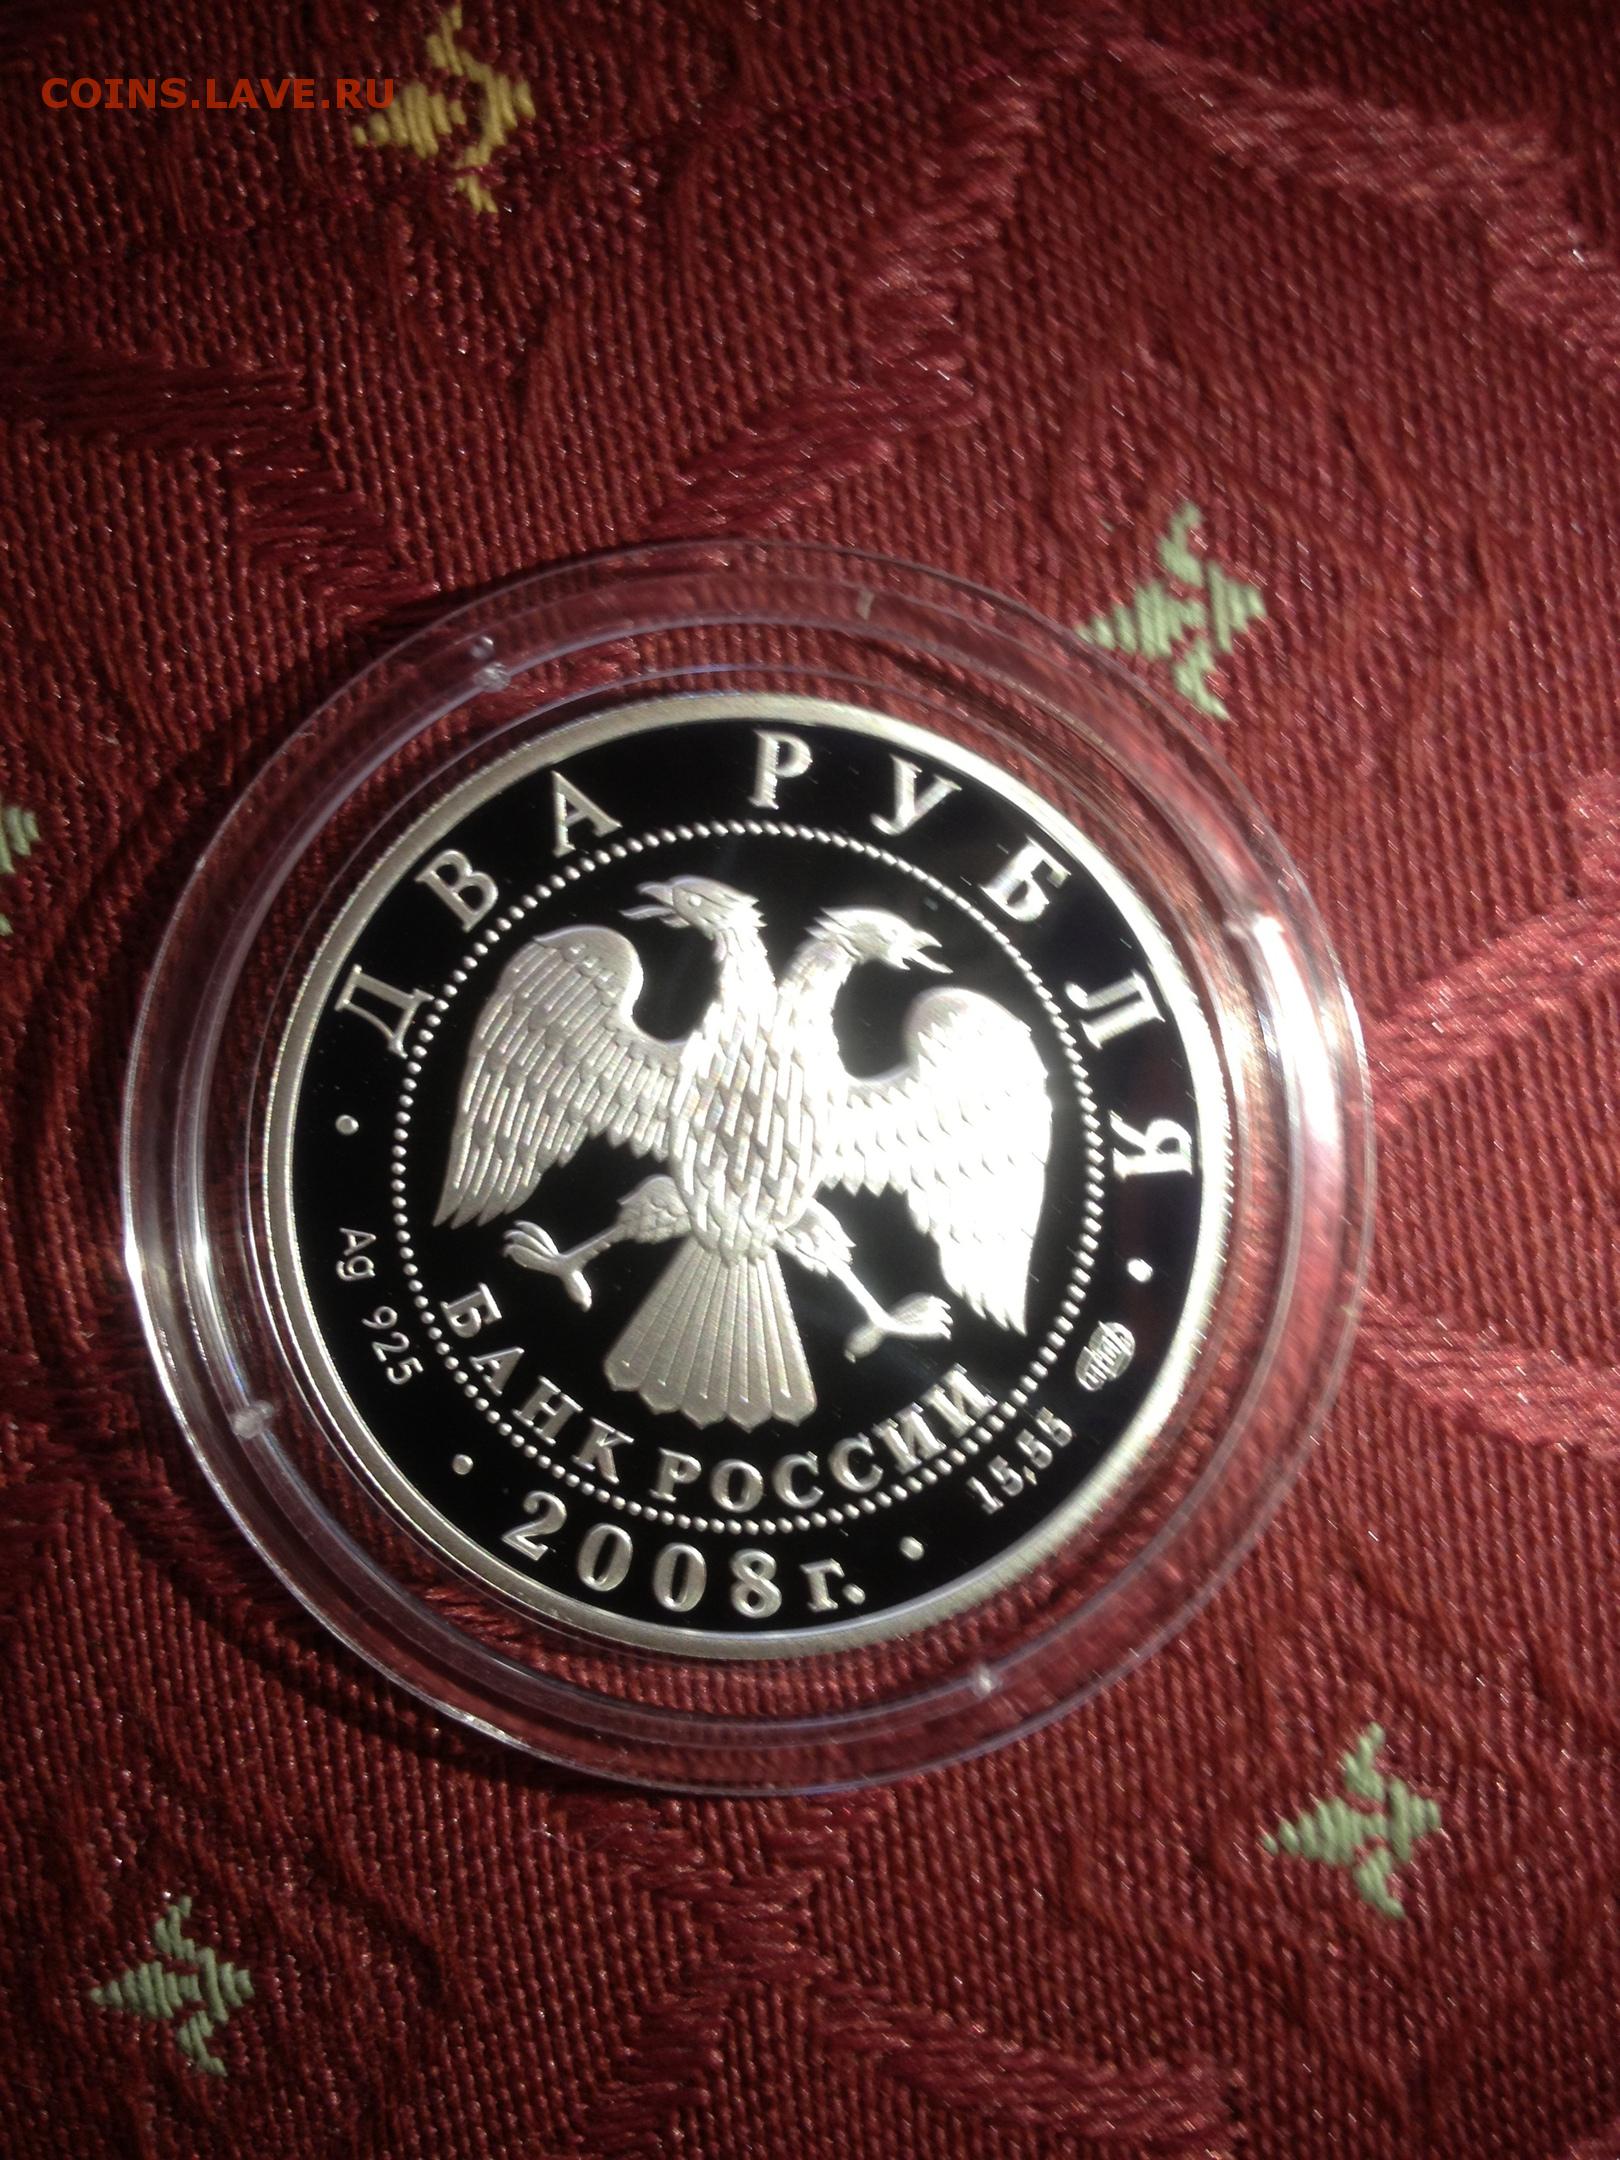 COINS.LAVE.RU
ДВА РУБЛЯ
БАНК РОССИИ
Ag 925
15,55
2008г.